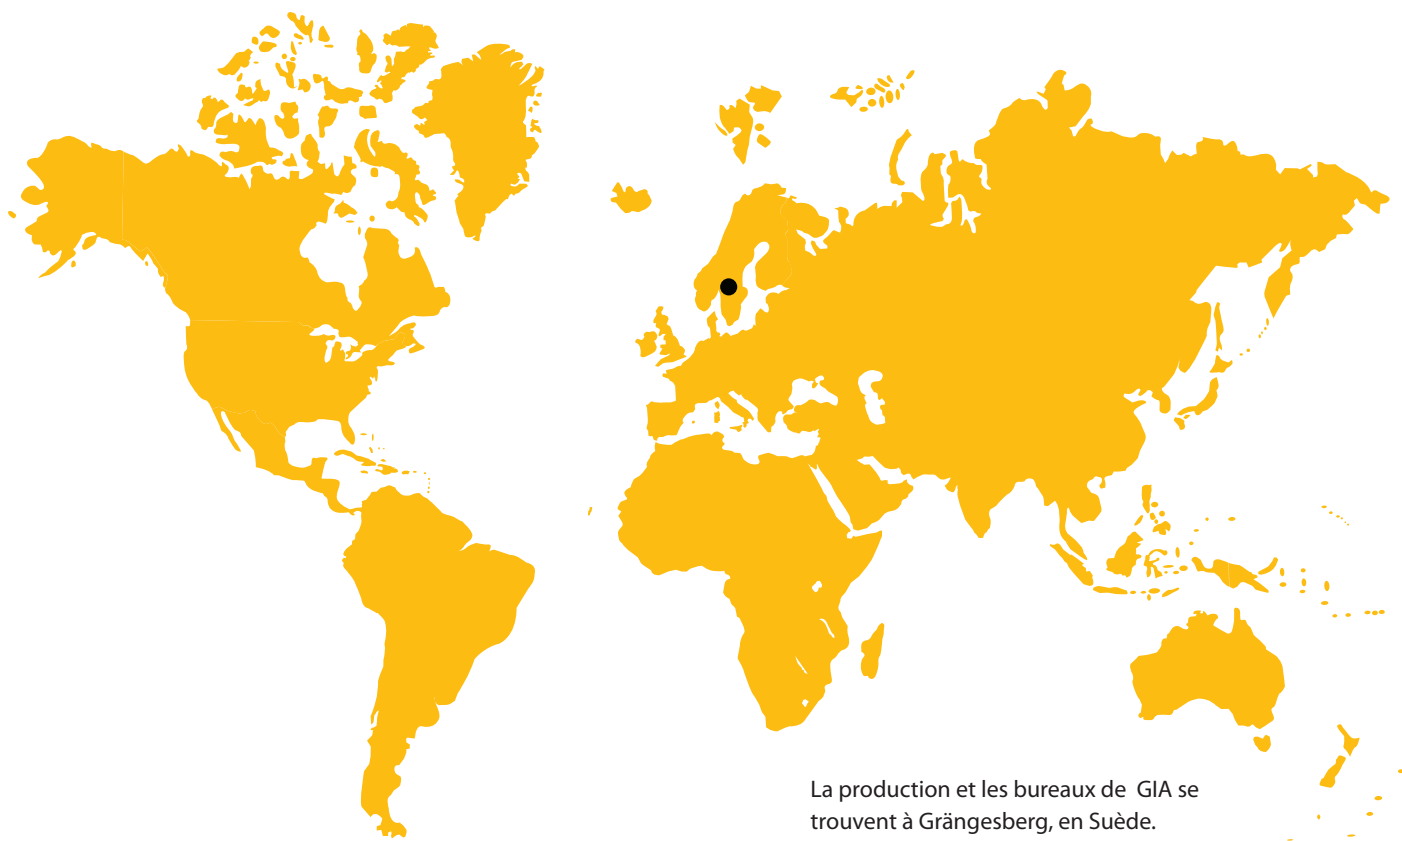 La production et les bureaux de GIA se
trouvent à Grängesberg, en Suède.